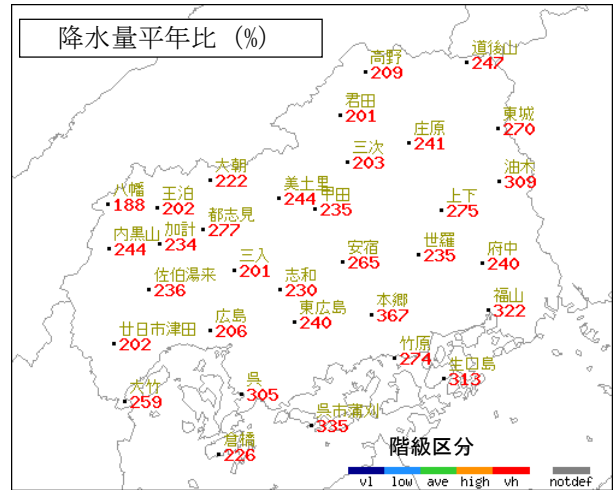 降水量平年比 (%)
道後山
247
高野
209
君田
201
東城
270
庄原
241
三次
203
油木
309
大朝
222
八幡
188
王泊
202
美土里
244
甲田
235
上下
275
都志見
277
内黒山
244
加計
234
安宿
265
世羅
235
府中
240
三入
201
佐伯湯来
236
志和
230
福山
322
本郷
367
東広島
240
広島
206
廿日市津田
202
竹原
274
生口島
313
大竹
259
呉
305
呉市蒲刈
335
倉橋
226
階級区分
vl low ave high vh notdef